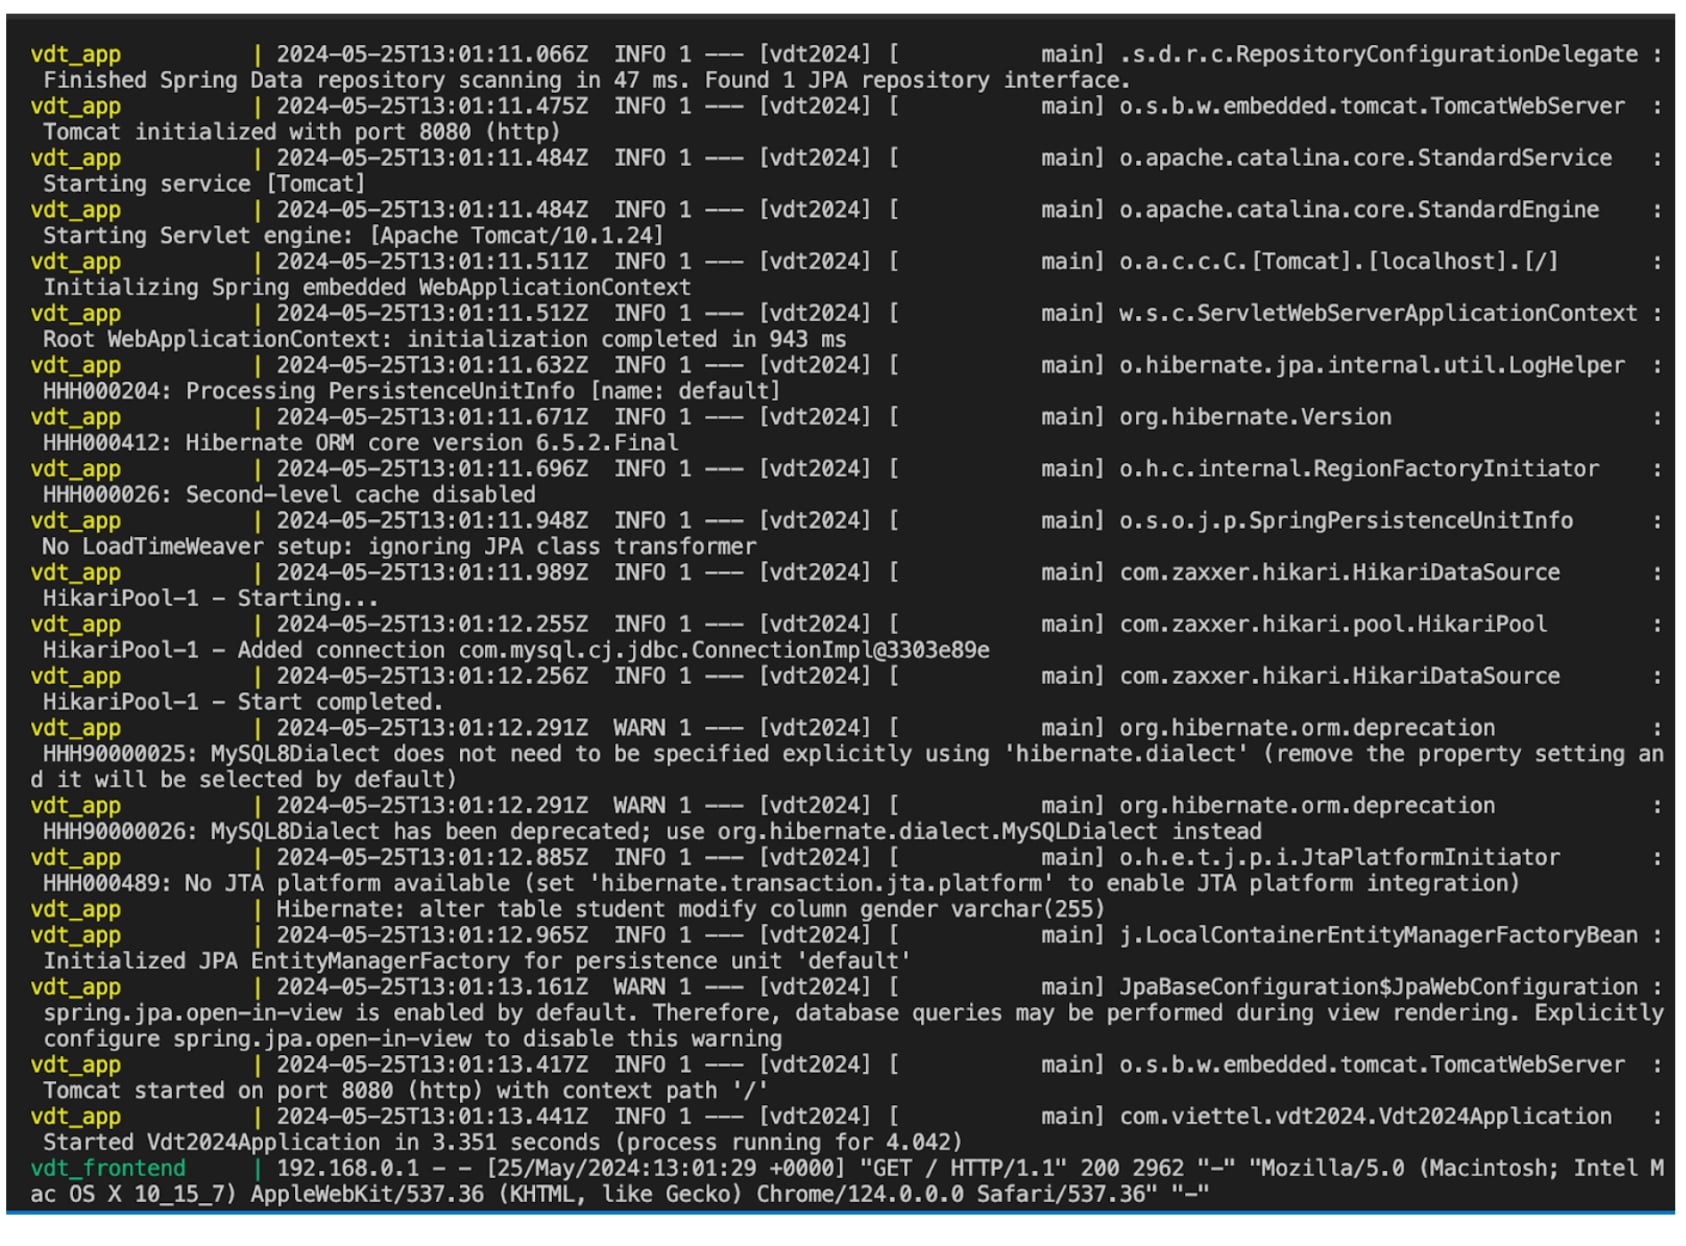 vdt_app          | 2024-05-25T13:01:11.066Z  INFO 1 --- [vdt2024] [           main] .s.d.r.c.RepositoryConfigurationDelegate :
 Finished Spring Data repository scanning in 47 ms. Found 1 JPA repository interface.
vdt_app          | 2024-05-25T13:01:11.475Z  INFO 1 --- [vdt2024] [           main] o.s.b.w.embedded.tomcat.TomcatWebServer  :
 Tomcat initialized with port 8080 (http)
vdt_app          | 2024-05-25T13:01:11.484Z  INFO 1 --- [vdt2024] [           main] o.apache.catalina.core.StandardService   :
 Starting service [Tomcat]
vdt_app          | 2024-05-25T13:01:11.484Z  INFO 1 --- [vdt2024] [           main] o.apache.catalina.core.StandardEngine    :
 Starting Servlet engine: [Apache Tomcat/10.1.24]
vdt_app          | 2024-05-25T13:01:11.511Z  INFO 1 --- [vdt2024] [           main] o.a.c.c.C.[Tomcat].[localhost].[/]       :
 Initializing Spring embedded WebApplicationContext
vdt_app          | 2024-05-25T13:01:11.512Z  INFO 1 --- [vdt2024] [           main] w.s.c.ServletWebServerApplicationContext :
 Root WebApplicationContext: initialization completed in 943 ms
vdt_app          | 2024-05-25T13:01:11.632Z  INFO 1 --- [vdt2024] [           main] o.hibernate.jpa.internal.util.LogHelper  :
 HHH000204: Processing PersistenceUnitInfo [name: default]
vdt_app          | 2024-05-25T13:01:11.671Z  INFO 1 --- [vdt2024] [           main] org.hibernate.Version                    :
 HHH000412: Hibernate ORM core version 6.5.2.Final
vdt_app          | 2024-05-25T13:01:11.696Z  INFO 1 --- [vdt2024] [           main] o.h.c.internal.RegionFactoryInitiator    :
 HHH000026: Second-level cache disabled
vdt_app          | 2024-05-25T13:01:11.948Z  INFO 1 --- [vdt2024] [           main] o.s.o.j.p.SpringPersistenceUnitInfo      :
 No LoadTimeWeaver setup: ignoring JPA class transformer
vdt_app          | 2024-05-25T13:01:11.989Z  INFO 1 --- [vdt2024] [           main] com.zaxxer.hikari.HikariDataSource       :
 HikariPool-1 - Starting...
vdt_app          | 2024-05-25T13:01:12.255Z  INFO 1 --- [vdt2024] [           main] com.zaxxer.hikari.pool.HikariPool        :
 HikariPool-1 - Added connection com.mysql.cj.jdbc.ConnectionImpl@3303e89e
vdt_app          | 2024-05-25T13:01:12.256Z  INFO 1 --- [vdt2024] [           main] com.zaxxer.hikari.HikariDataSource       :
 HikariPool-1 - Start completed.
vdt_app          | 2024-05-25T13:01:12.291Z  WARN 1 --- [vdt2024] [           main] org.hibernate.orm.deprecation            :
 HHH90000025: MySQL8Dialect does not need to be specified explicitly using 'hibernate.dialect' (remove the property setting an
d it will be selected by default)
vdt_app          | 2024-05-25T13:01:12.291Z  WARN 1 --- [vdt2024] [           main] org.hibernate.orm.deprecation            :
 HHH90000026: MySQL8Dialect has been deprecated; use org.hibernate.dialect.MySQLDialect instead
vdt_app          | 2024-05-25T13:01:12.885Z  INFO 1 --- [vdt2024] [           main] o.h.e.t.j.p.i.JtaPlatformInitiator       :
 HHH000489: No JTA platform available (set 'hibernate.transaction.jta.platform' to enable JTA platform integration)
vdt_app          | Hibernate: alter table student modify column gender varchar(255)
vdt_app          | 2024-05-25T13:01:12.965Z  INFO 1 --- [vdt2024] [           main] j.LocalContainerEntityManagerFactoryBean :
 Initialized JPA EntityManagerFactory for persistence unit 'default'
vdt_app          | 2024-05-25T13:01:13.161Z  WARN 1 --- [vdt2024] [           main] JpaBaseConfiguration$JpaWebConfiguration :
 spring.jpa.open-in-view is enabled by default. Therefore, database queries may be performed during view rendering. Explicitly
 configure spring.jpa.open-in-view to disable this warning
vdt_app          | 2024-05-25T13:01:13.417Z  INFO 1 --- [vdt2024] [           main] o.s.b.w.embedded.tomcat.TomcatWebServer  :
 Tomcat started on port 8080 (http) with context path '/'
vdt_app          | 2024-05-25T13:01:13.441Z  INFO 1 --- [vdt2024] [           main] com.viettel.vdt2024.Vdt2024Application   :
 Started Vdt2024Application in 3.351 seconds (process running for 4.042)
vdt_frontend     | 192.168.0.1 - - [25/May/2024:13:01:29 +0000] "GET / HTTP/1.1" 200 2962 "-" "Mozilla/5.0 (Macintosh; Intel M
ac OS X 10_15_7) AppleWebKit/537.36 (KHTML, like Gecko) Chrome/124.0.0.0 Safari/537.36" "-"